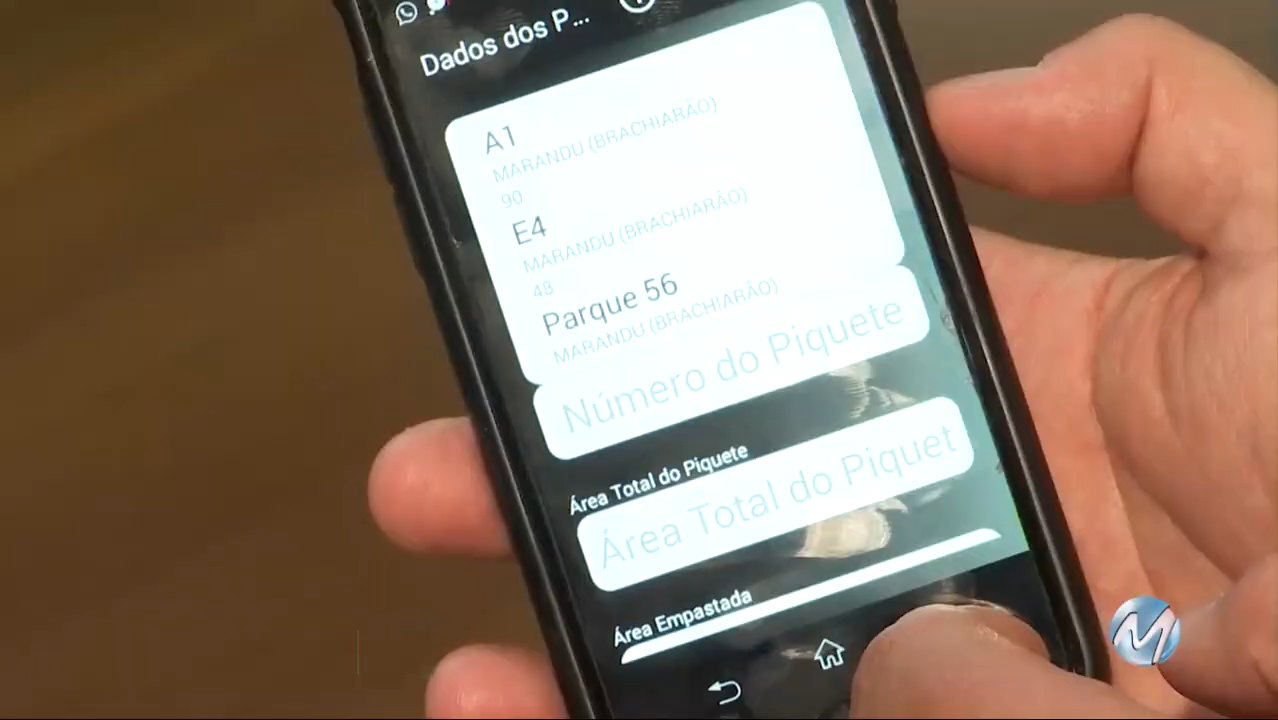 Dados dos P...
A1
MARANDU (BRACHIARÃO)
90
E4
MARANDU (BRACHIARÃO)
48
Parque 56
MARANDU (BRACHIARÃO)
Número do Piquete
Área Total do Piquete
Área Total do Piquet
Área Empastada
M